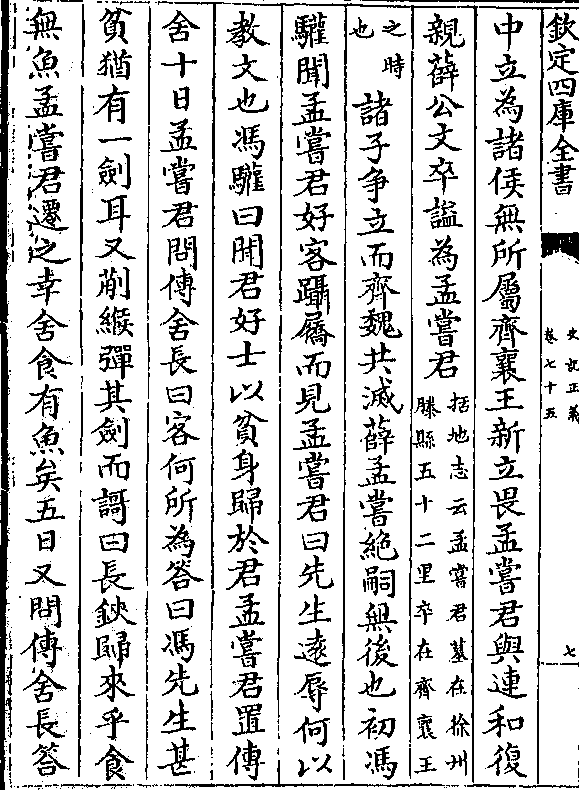 欽定四庫全書
史記正義
卷七十五
七
中立為諸侯無所屬齊襄王新立畏孟嘗君與連和復
親薛公文卒諡為孟嘗君
括地志云孟嘗君墓在徐州
滕縣五十二里卒在齊襄王
之時
也
諸子争立而齊魏共滅薛孟嘗絶嗣無後也初馮
驩聞孟嘗君好客躡屩而見孟嘗君曰先生逺辱何以
教文也馮驩曰聞君好士以貧身歸於君孟嘗君置傳
舍十日孟嘗君問傳舍長曰客何所為答曰馮先生甚
貧猶有一劍耳又蒯緱彈其劍而謌曰長鋏歸來乎食
無魚孟嘗君遷之幸舍食有魚矣五日又問傳舍長答